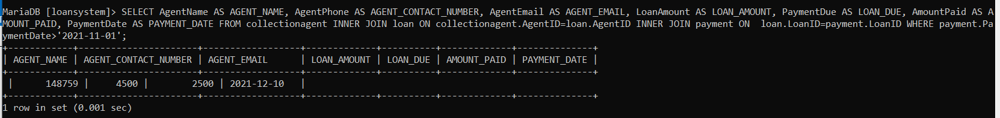 MariaDB [loansystem]> SELECT AgentName AS AGENT_NAME, AgentPhone AS AGENT_CONTACT_NUMBER, AgentEmail AS AGENT_EMAIL, LoanAmount AS LOAN_AMOUNT, PaymentDue AS LOAN_DUE, AmountPaid AS A
MOUNT_PAID, PaymentDate AS PAYMENT_DATE FROM collectionagent INNER JOIN loan ON collectionagent.AgentID=loan.AgentID INNER JOIN payment ON  loan.LoanID=payment.LoanID WHERE payment.Pa
ymentDate>'2021-11-01';
+------------+----------------------+------------------+-------------+----------+-------------+--------------+
| AGENT_NAME | AGENT_CONTACT_NUMBER | AGENT_EMAIL      | LOAN_AMOUNT | LOAN_DUE | AMOUNT_PAID | PAYMENT_DATE |
+------------+----------------------+------------------+-------------+----------+-------------+--------------+
 |      148759 |     4500 |        2500 | 2021-12-10   |
+------------+----------------------+------------------+-------------+----------+-------------+--------------+
1 row in set (0.001 sec)